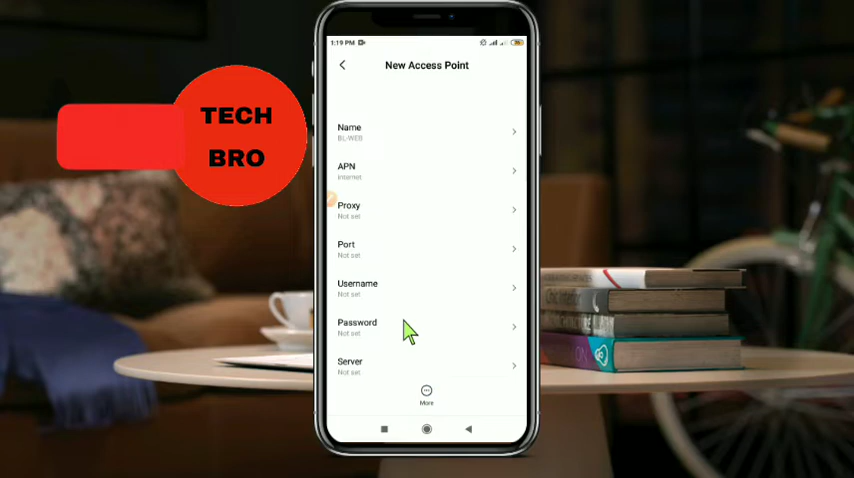 TECH
BRO
1:19 PM
New Access Point
Name
BL-WEB
APN
Internet
Proxy
Not set
Port
Not set
Username
Not set
Password
Not set
Server
Not set
More